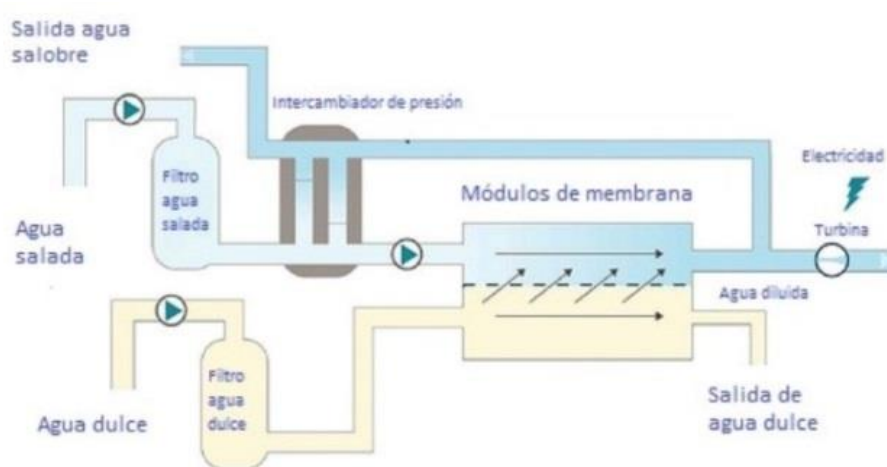 Salida agua
salobre
Intercambiador de presión
Electricidad
Filtro
agua
salada
Módulos de membrana
Turbina
Agua
salada
Agua diluida
Filtro
agua
dulce
Salida de
agua dulce
Agua dulce